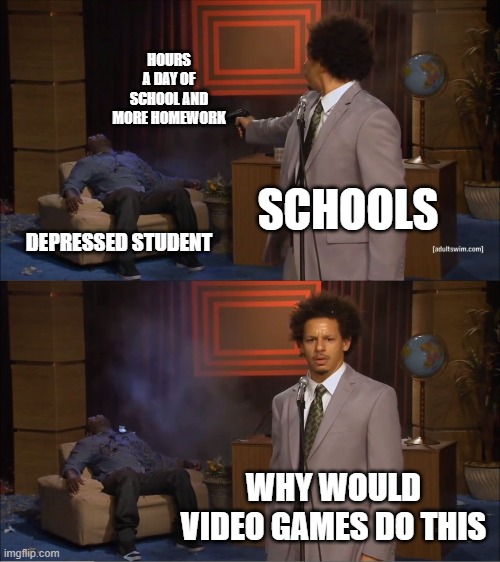 HOURS
A DAY OF
SCHOOL AND
MORE HOMEWORK
SCHOOLS
DEPRESSED STUDENT
[adultswim.com]
WHY WOULD
VIDEO GAMES DO THIS
imgflip.com